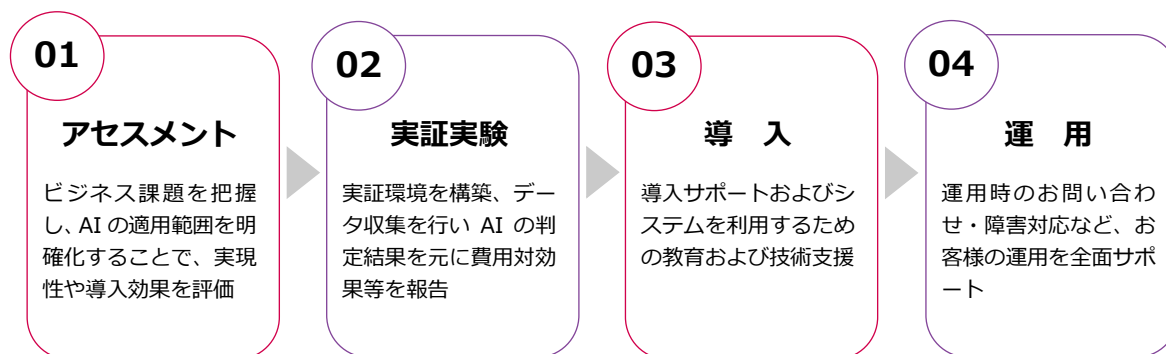 01
アセスメント
ビジネス課題を把握
し、AI の適用範囲を明
確化することで、実現
性や導入効果を評価
02
実証実験
実証環境を構築、デー
タ収集を行い AI の判
定結果を元に費用対効
果等を報告
03
導　入
導入サポートおよびシ
ステムを利用するため
の教育および技術支援
04
運　用
運用時のお問い合わ
せ・障害対応など、お
客様の運用を全面サポ
ート